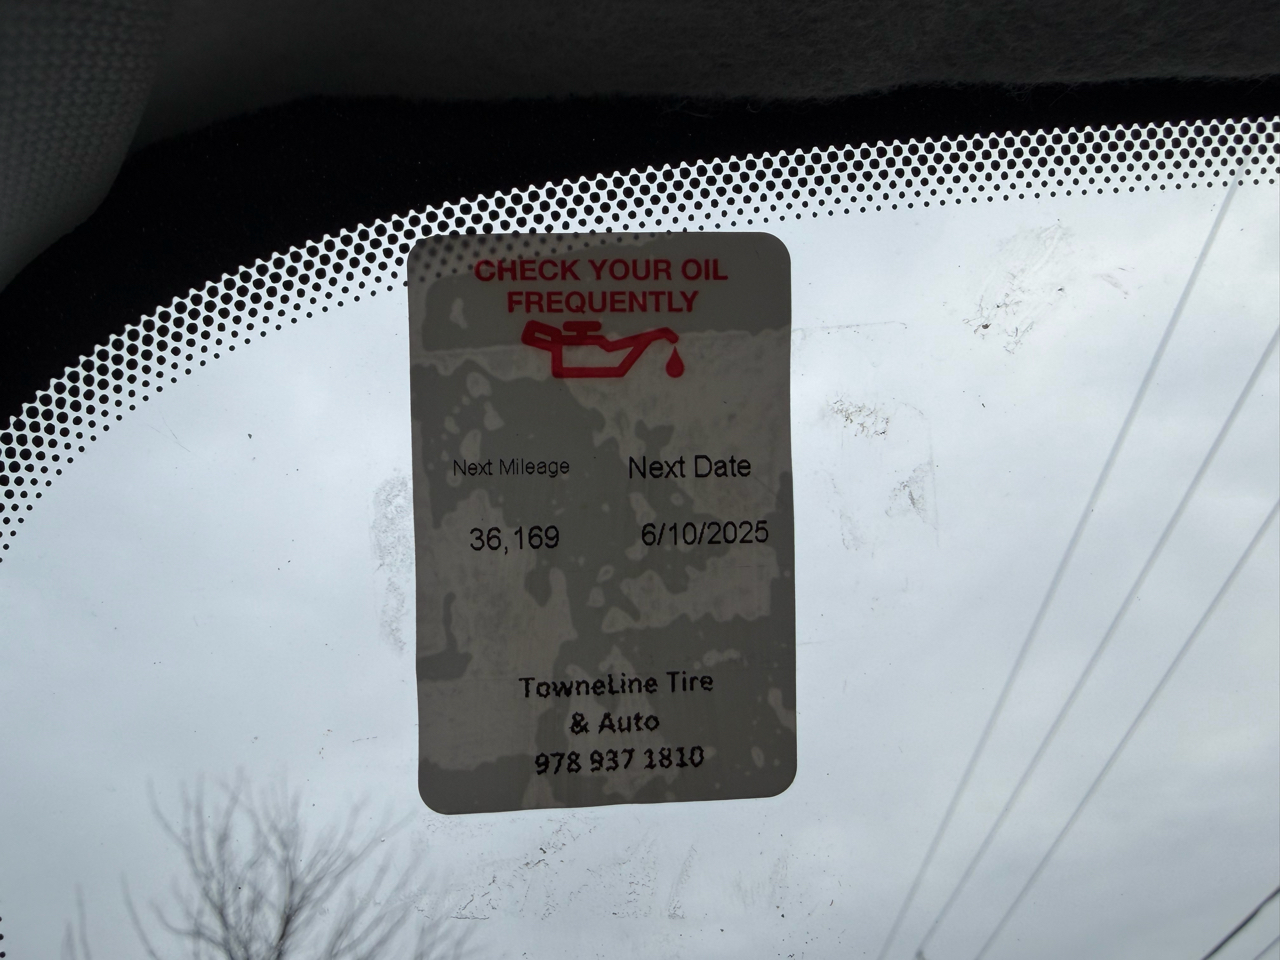 CHECK YOUR OIL
FREQUENTLY
Next Mileage Next Date
36,169 6/10/2025
TowneLine Tire
& Auto
978 937 1810